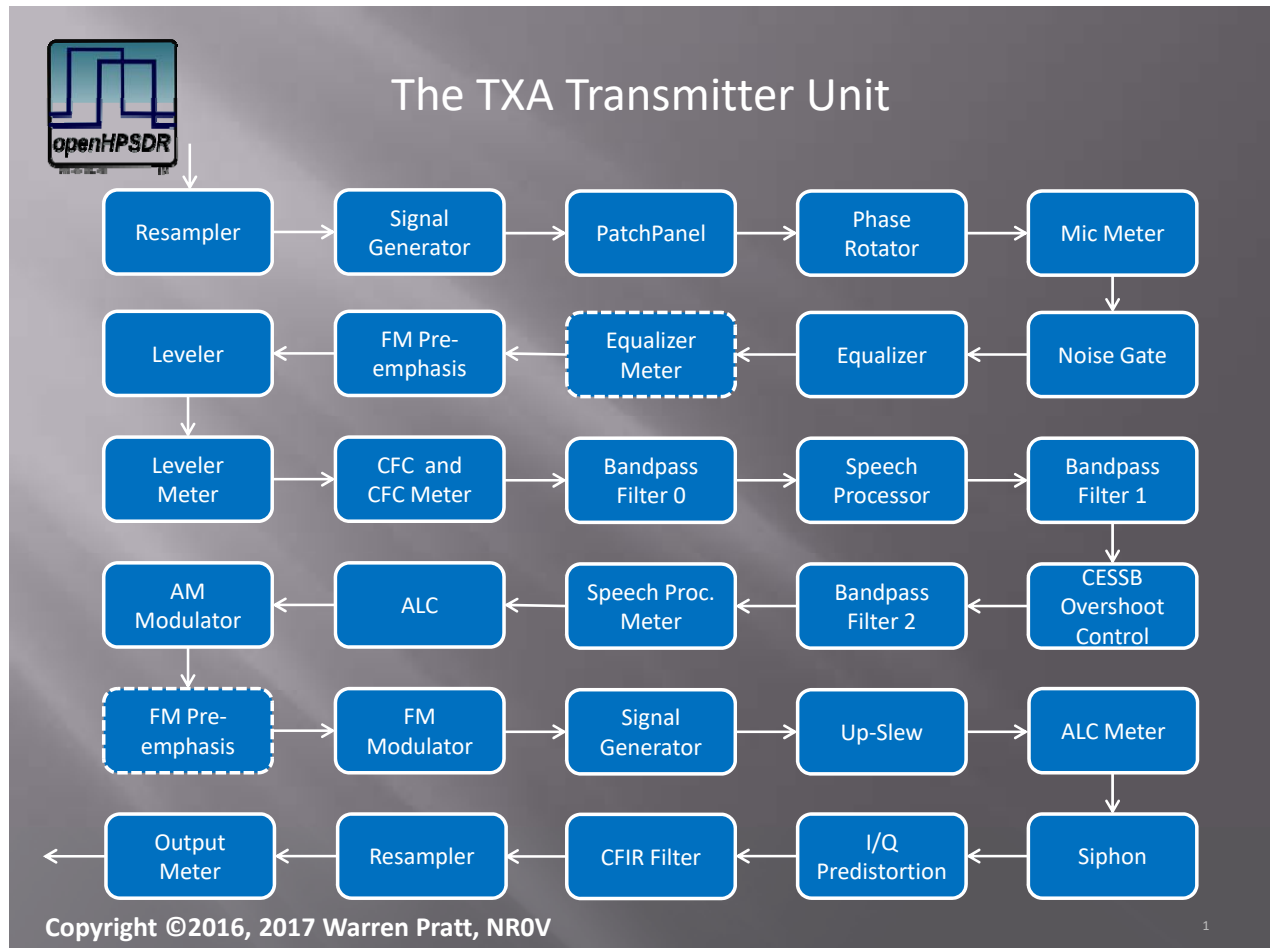 openHPSDR
The TXA Transmitter Unit
Resampler
Signal
Generator
PatchPanel
Phase
Rotator
Mic Meter
Leveler
FM Pre-
emphasis
Equalizer
Meter
Equalizer
Noise Gate
Leveler
Meter
CFC and
CFC Meter
Bandpass
Filter 0
Speech
Processor
Bandpass
Filter 1
AM
Modulator
ALC
Speech Proc.
Meter
Bandpass
Filter 2
CESSB
Overshoot
Control
FM Pre-
emphasis
FM
Modulator
Signal
Generator
Up-Slew
ALC Meter
Output
Meter
Resampler
CFIR Filter
I/Q
Predistortion
Siphon
Copyright ©2016, 2017 Warren Pratt, NR0V
1